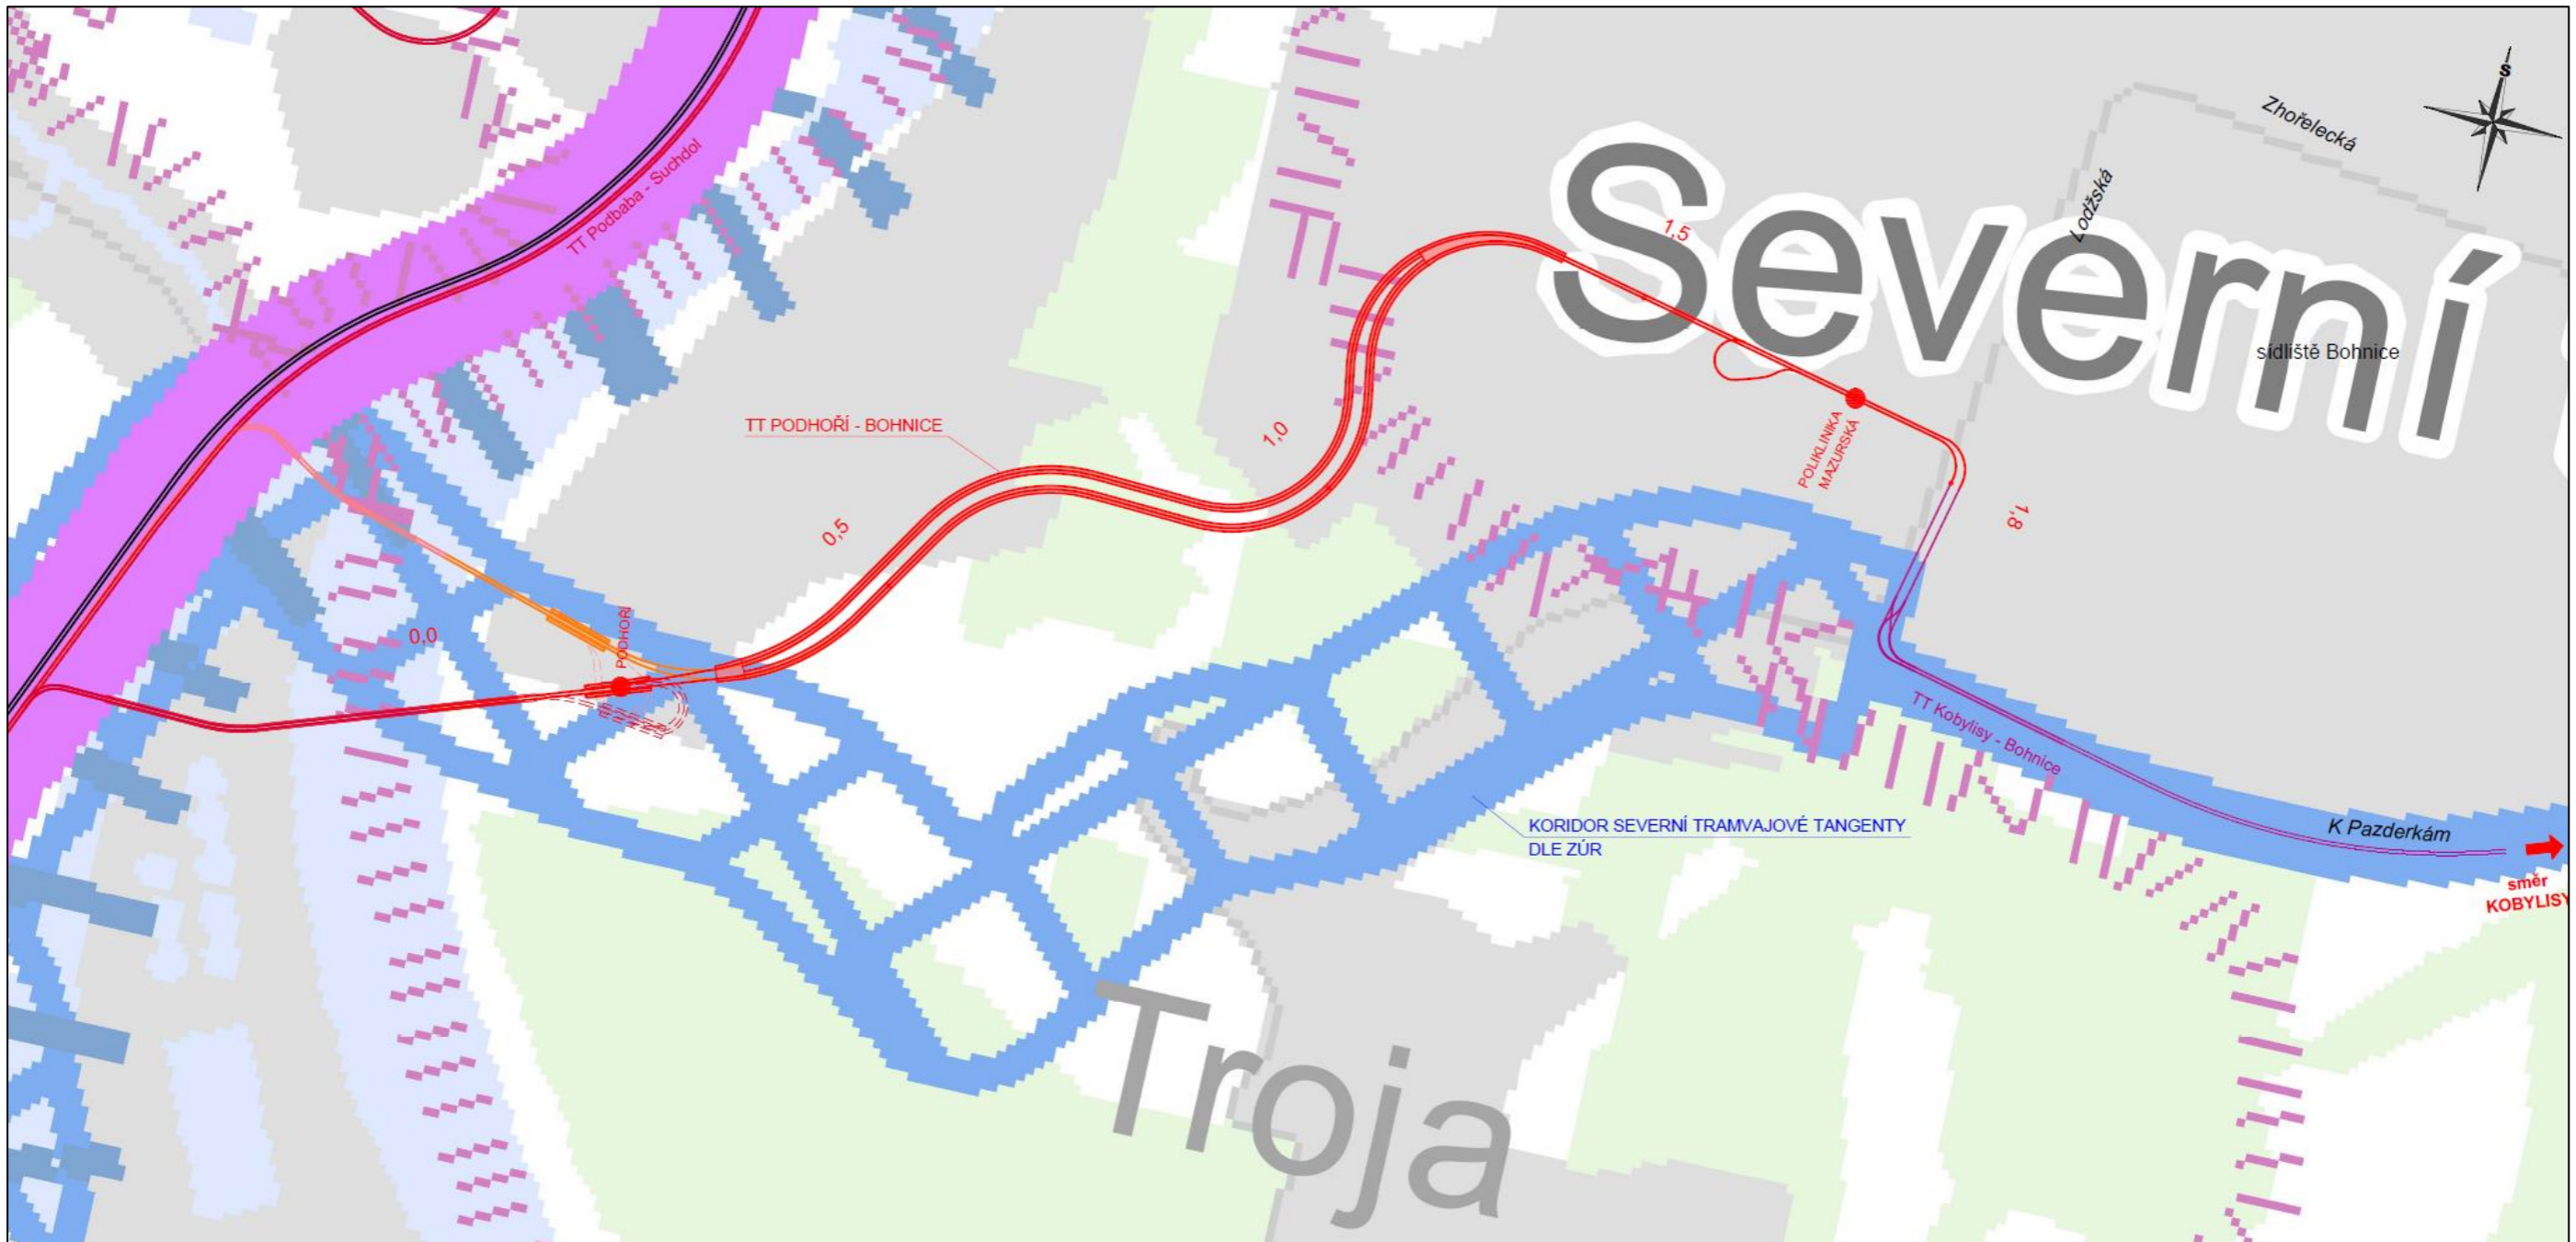 S
Zhořelecká
Lodžská
TT Podbaba - Suchdol
Severní
1,5
sídliště Bohnice
TT PODHOŘÍ - BOHNICE
1,0
POLIKLINIKA
MAZURSKÁ
0,5
1,8
0,0
PODHOŘÍ
TT Kobylisy - Bohnice
KORIDOR SEVERNÍ TRAMVAJOVÉ TANGENTY
DLE ZÚR
K Pazderkám
směr
KOBYLISY
Troja